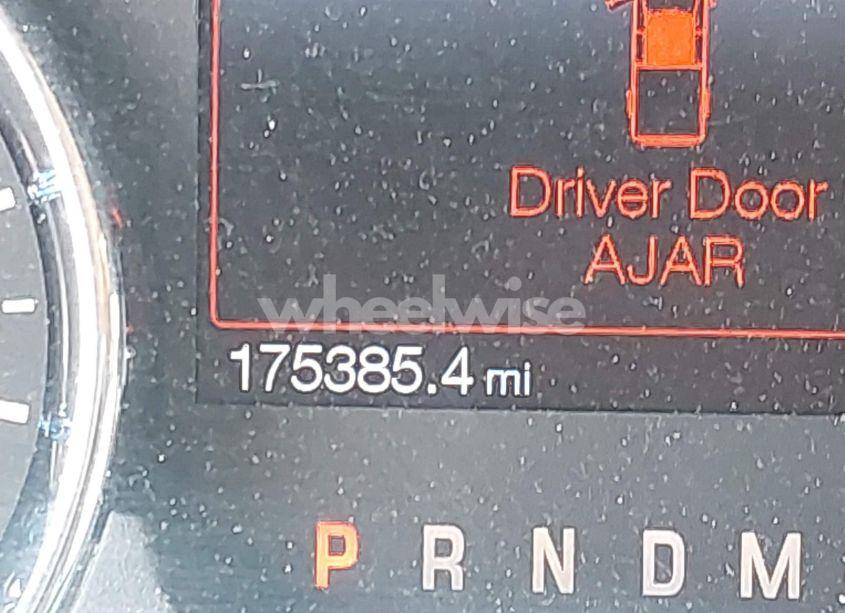 Driver Door
AJAR
wheelwise
175385.4 mi
P R N D M